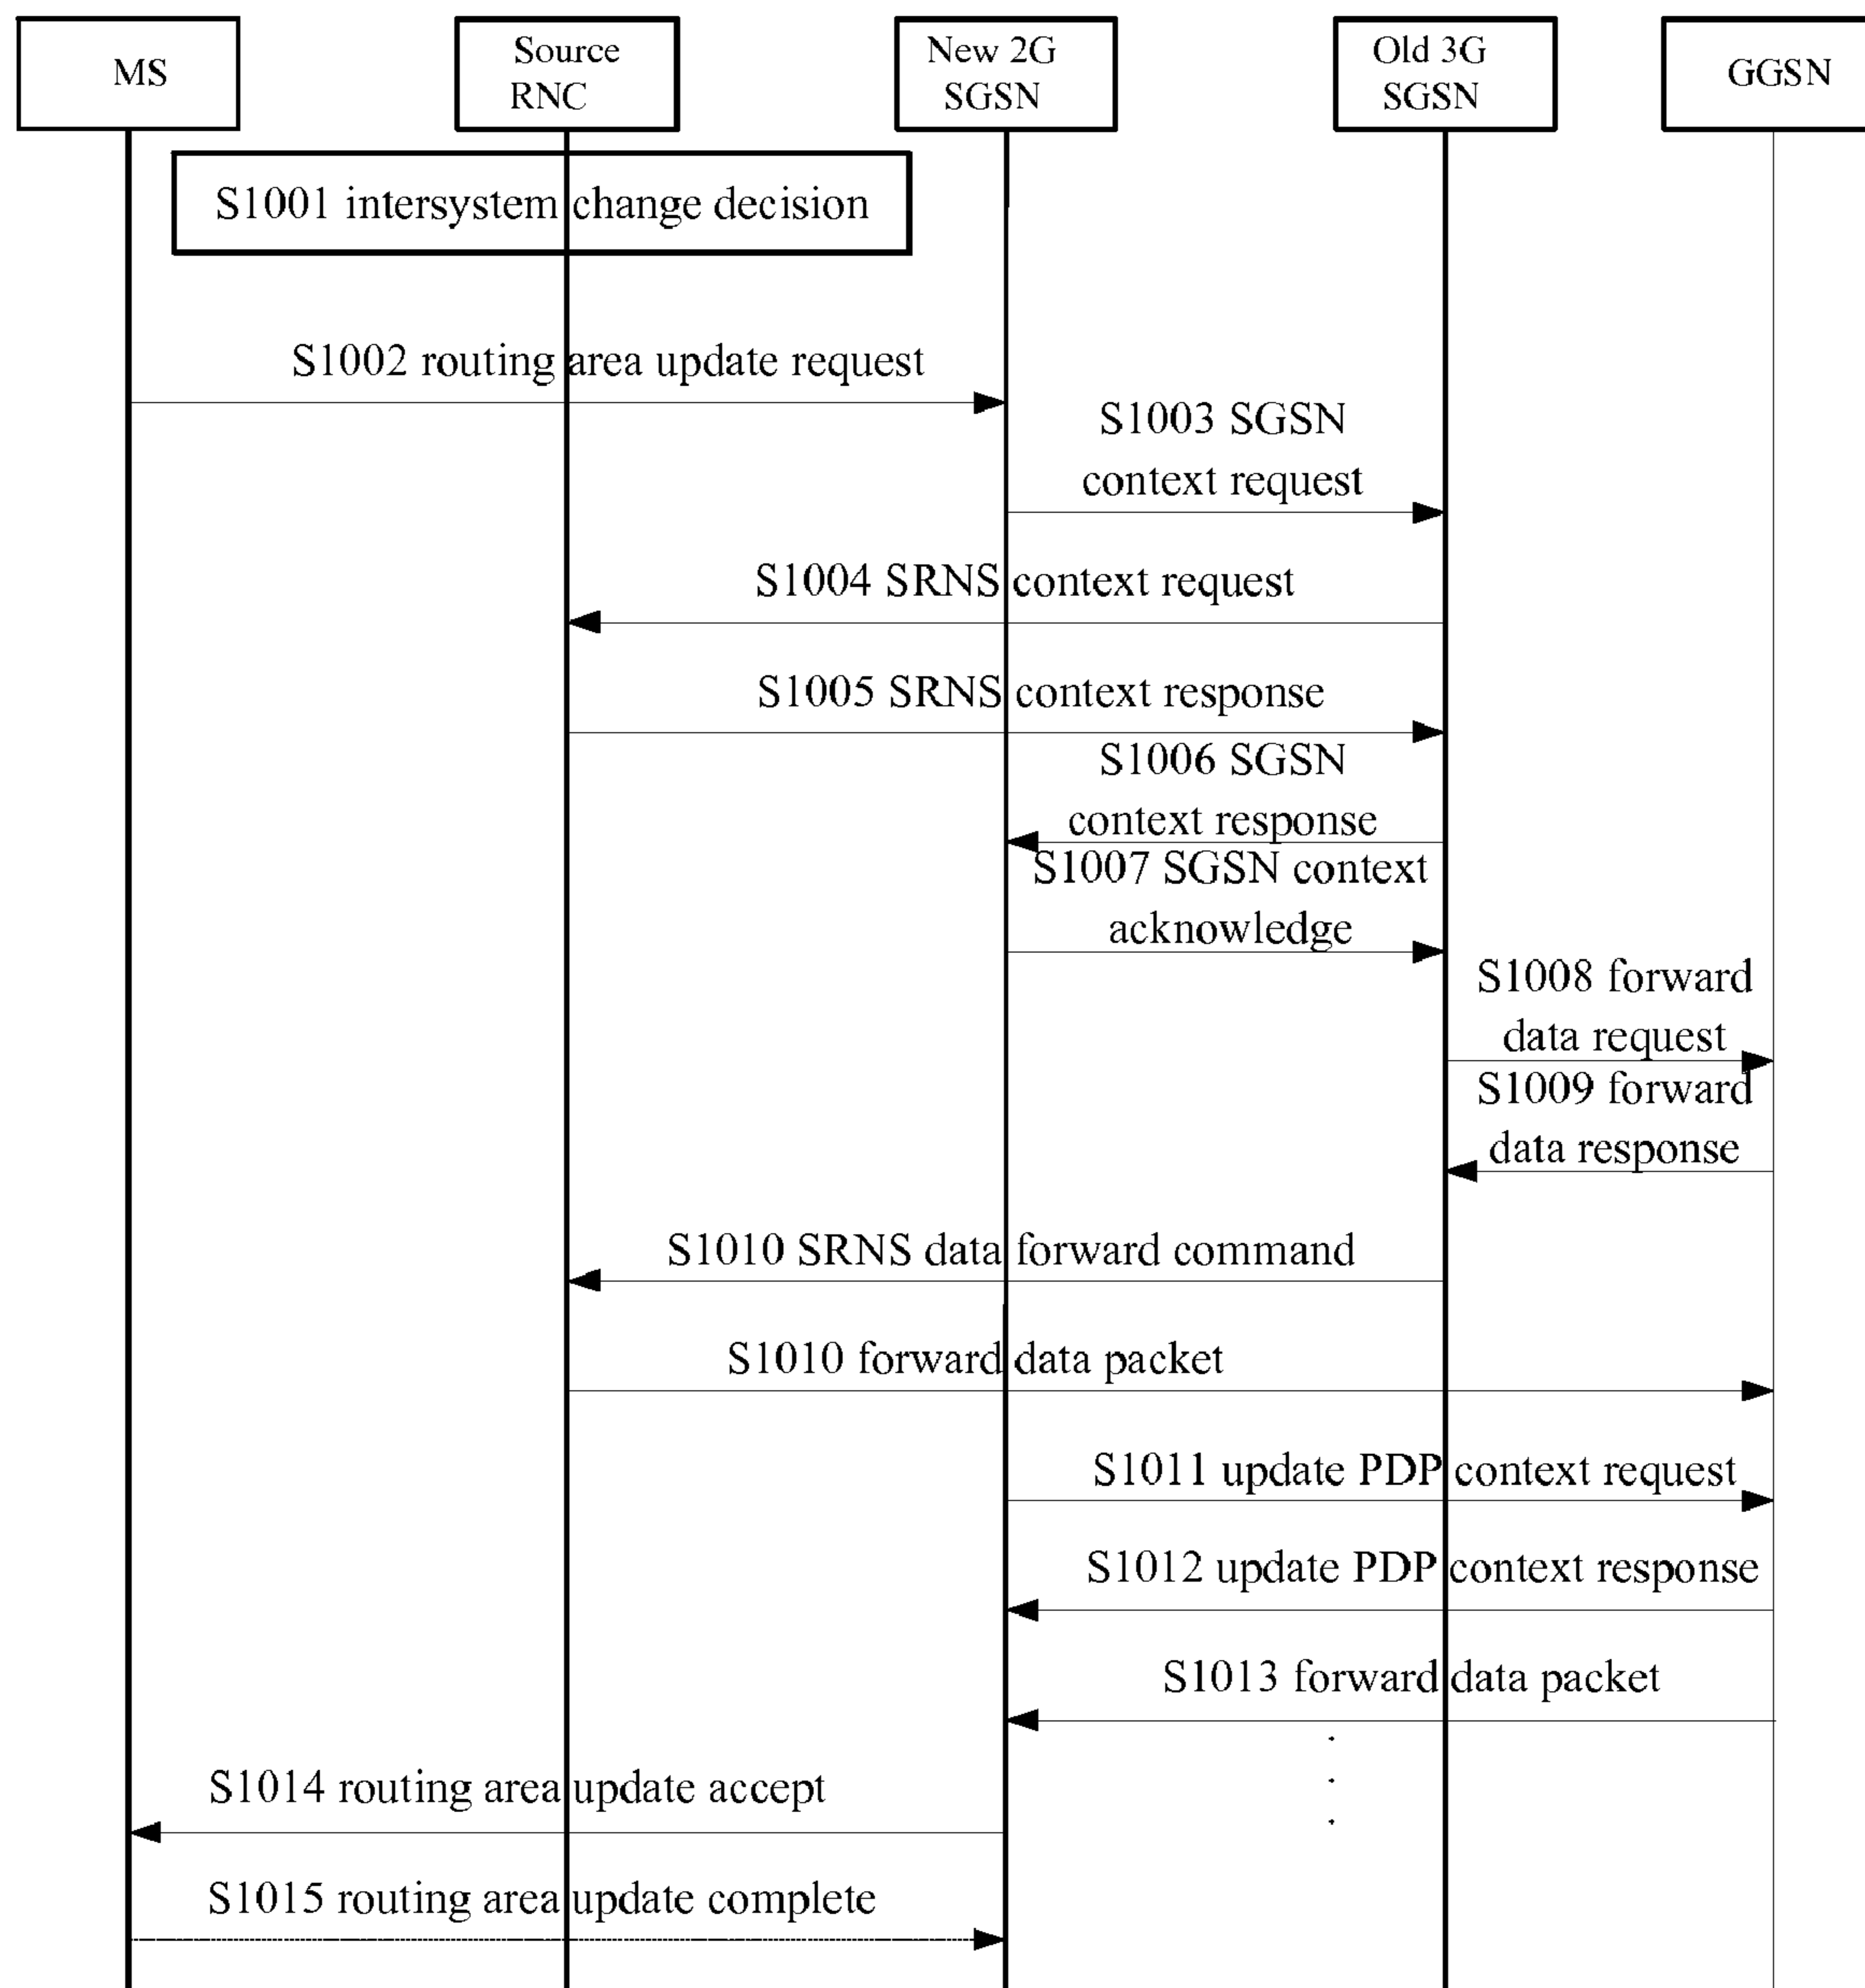 MS
Source
RNC
New 2G
SGSN
Old 3G
SGSN
GGSN
S1001 intersystem change decision
S1002 routing area update request
S1003 SGSN
context request
S1004 SRNS context request
S1005 SRNS context response
S1006 SGSN
context response
S1007 SGSN context
acknowledge
S1008 forward
data request
S1009 forward
data response
S1010 SRNS data forward command
S1010 forward data packet
S1011 update PDP context request
S1012 update PDP context response
S1013 forward data packet
S1014 routing area update accept
S1015 routing area update complete